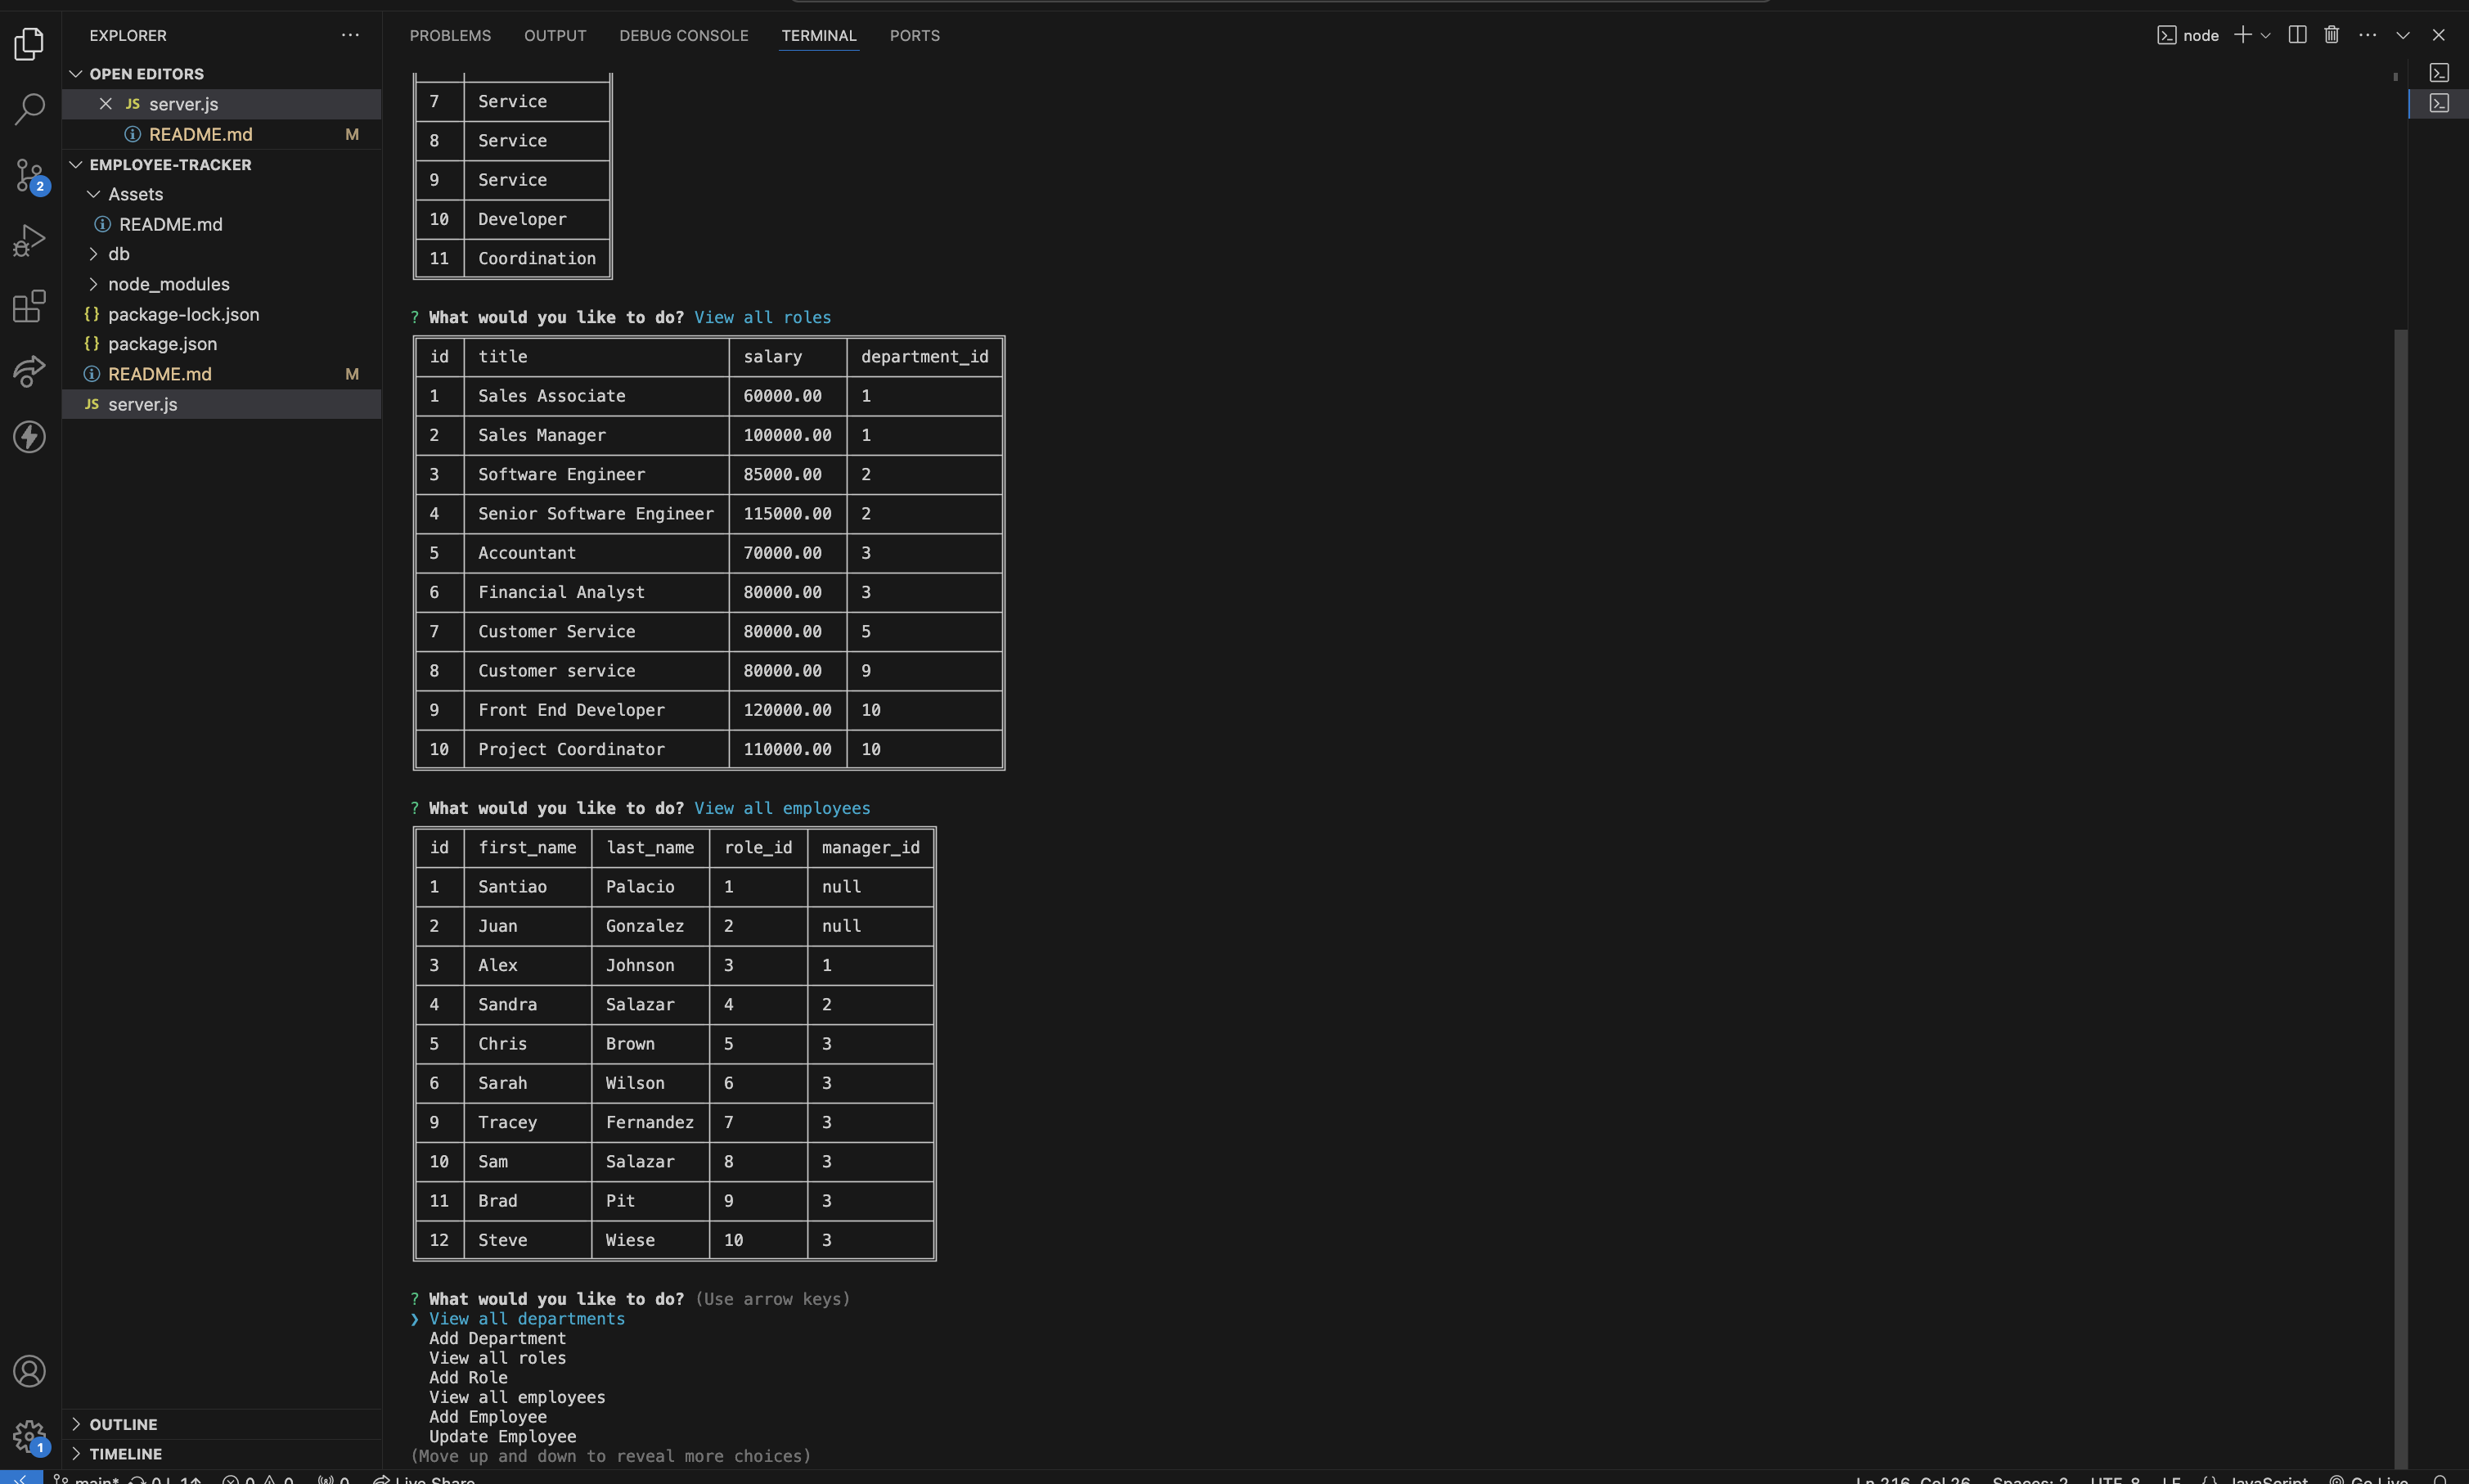 EXPLORER
OPEN EDITORS
JS server.js
README.md M
EMPLOYEE-TRACKER
Assets
README.md
db
node_modules
{} package-lock.json
{} package.json
README.md M
JS server.js
OUTLINE
TIMELINE
2
1
PROBLEMS OUTPUT DEBUG CONSOLE TERMINAL PORTS
node
7 Service
8 Service
9 Service
10 Developer
11 Coordination
? What would you like to do? View all roles
id title salary department_id
1 Sales Associate 60000.00 1
2 Sales Manager 100000.00 1
3 Software Engineer 85000.00 2
4 Senior Software Engineer 115000.00 2
5 Accountant 70000.00 3
6 Financial Analyst 80000.00 3
7 Customer Service 80000.00 5
8 Customer service 80000.00 9
9 Front End Developer 120000.00 10
10 Project Coordinator 110000.00 10
? What would you like to do? View all employees
id first_name last_name role_id manager_id
1 Santiao Palacio 1 null
2 Juan Gonzalez 2 null
3 Alex Johnson 3 1
4 Sandra Salazar 4 2
5 Chris Brown 5 3
6 Sarah Wilson 6 3
9 Tracey Fernandez 7 3
10 Sam Salazar 8 3
11 Brad Pit 9 3
12 Steve Wiese 10 3
? What would you like to do? (Use arrow keys)
❯ View all departments
Add Department
View all roles
Add Role
View all employees
Add Employee
Update Employee
(Move up and down to reveal more choices)
main* 0↓ 1↑ 0 0 0 Live Share Ln 216, Col 26 Spaces: 2 UTF-8 LF {} JavaScript Go Live